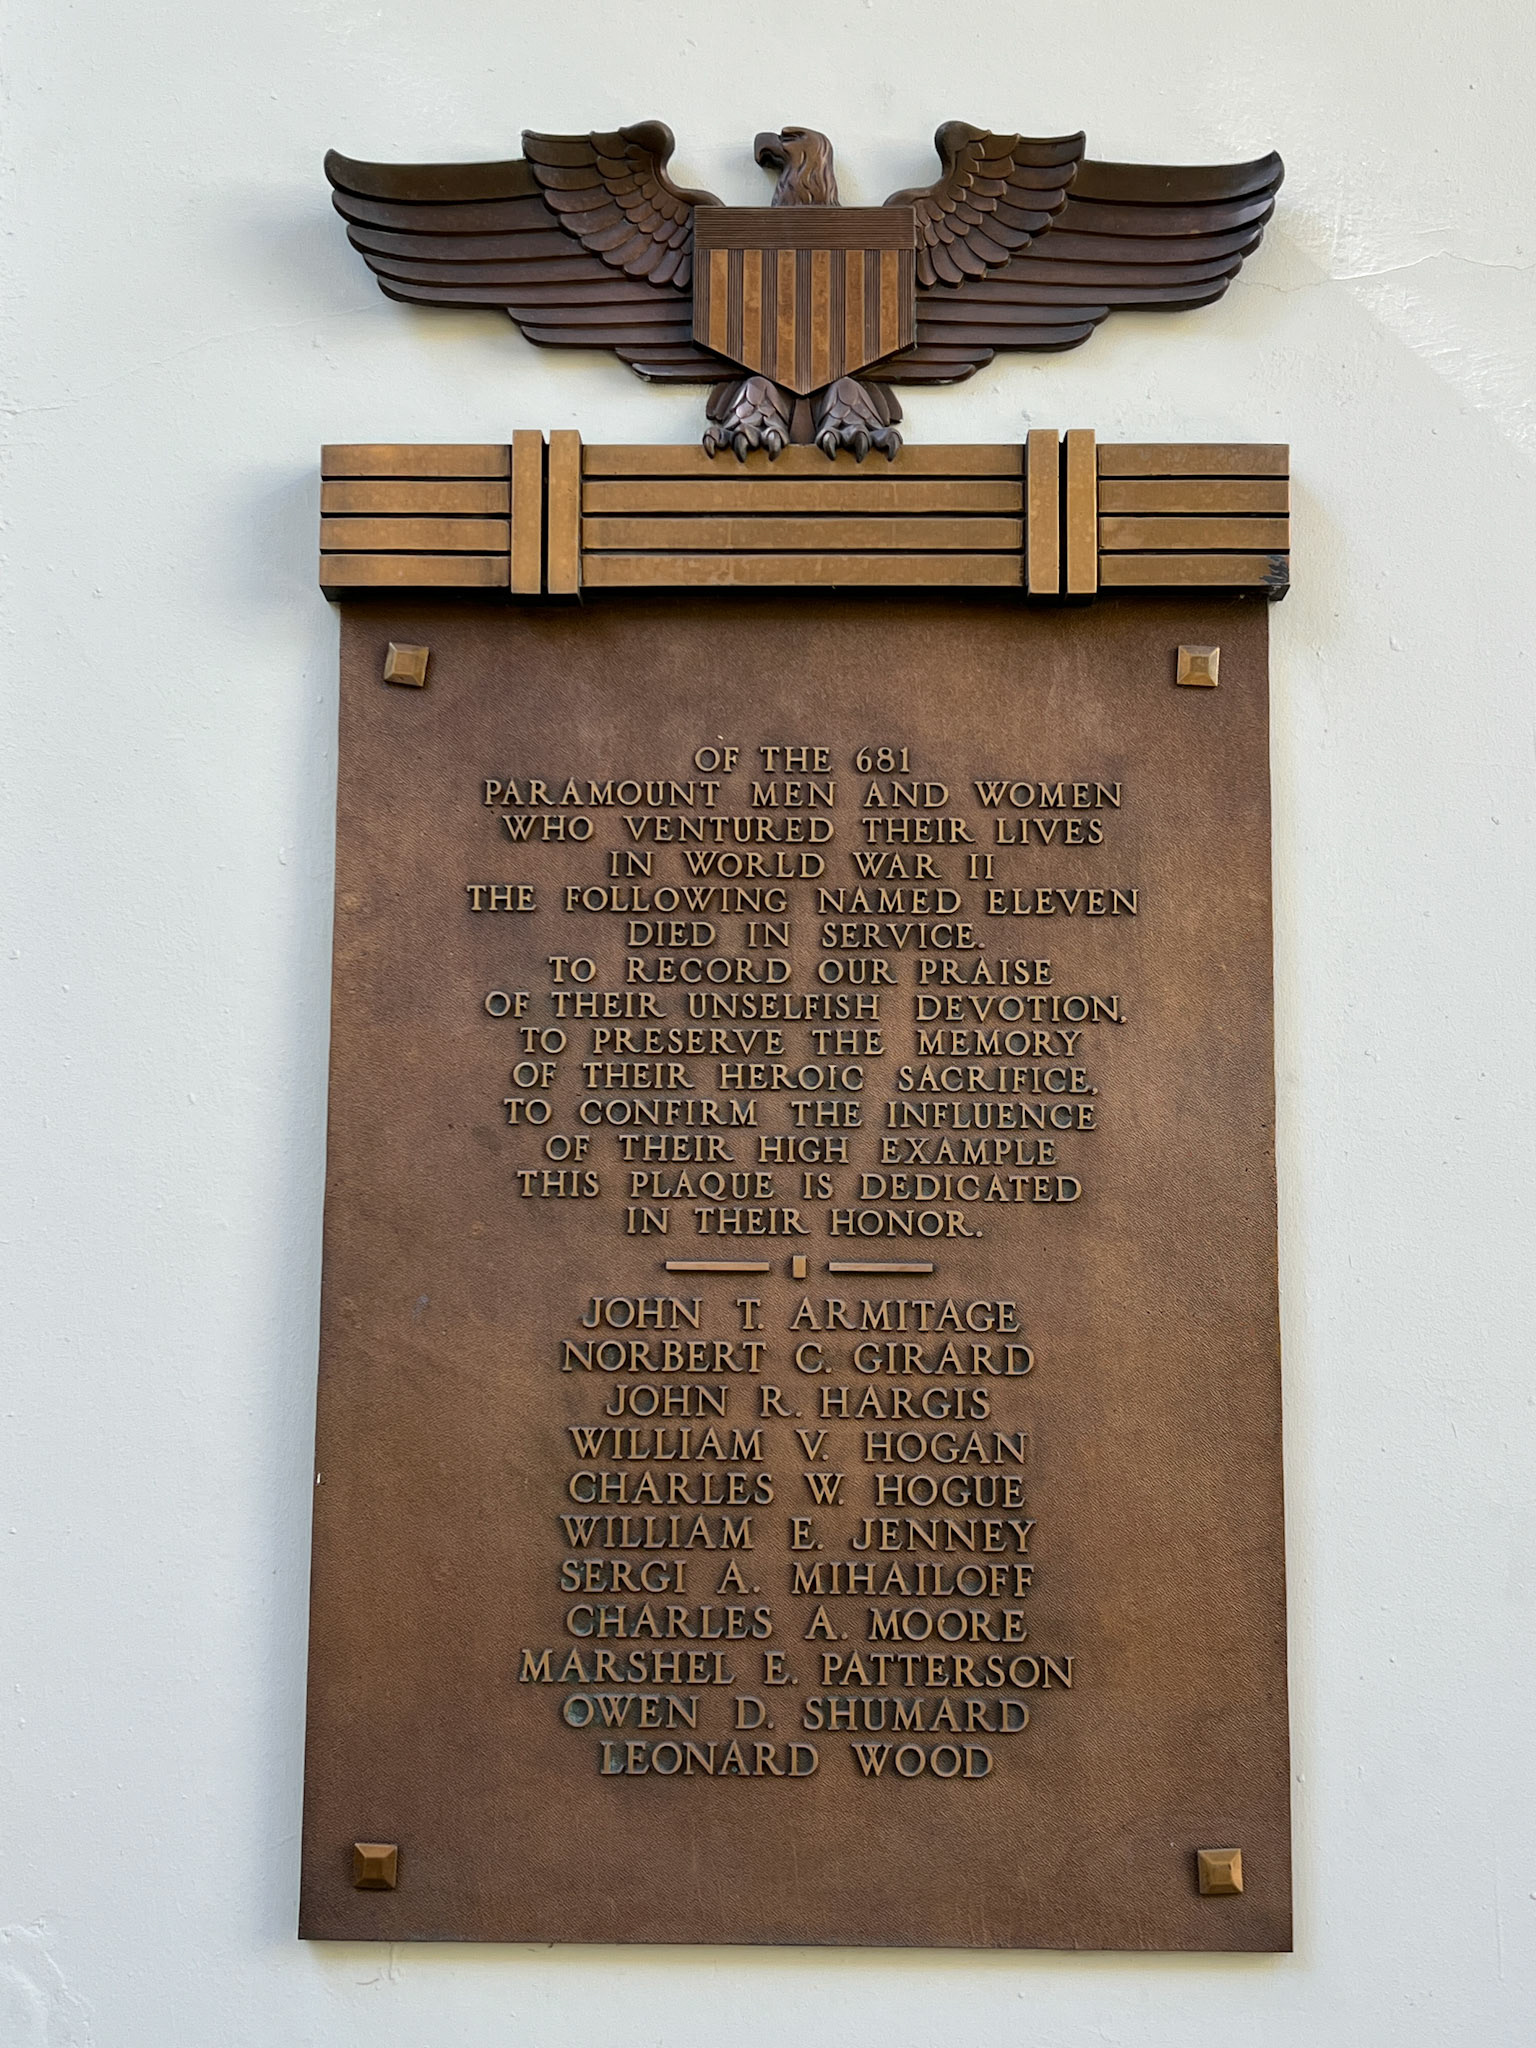 OF THE 681
PARAMOUNT MEN AND WOMEN
WHO VENTURED THEIR LIVES
IN WORLD WAR II
THE FOLLOWING NAMED ELEVEN
DIED IN SERVICE.
TO RECORD OUR PRAISE
OF THEIR UNSELFISH DEVOTION,
TO PRESERVE THE MEMORY
OF THEIR HEROIC SACRIFICE,
TO CONFIRM THE INFLUENCE
OF THEIR HIGH EXAMPLE
THIS PLAQUE IS DEDICATED
IN THEIR HONOR.
JOHN T. ARMITAGE
NORBERT C. GIRARD
JOHN R. HARGIS
WILLIAM V. HOGAN
CHARLES W. HOGUE
WILLIAM E. JENNEY
SERGI A. MIHAILOFF
CHARLES A. MOORE
MARSHEL E. PATTERSON
OWEN D. SHUMARD
LEONARD WOOD